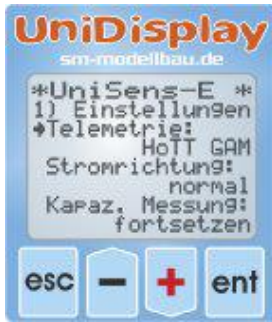 UniDisplay
sm-modellbau.de
*UniSens-E *
1) Einstellungen
➔Telemetrie:
HoTT GAM
Stromrichtung:
normal
Kapaz. Messung:
fortsetzen
esc − + ent